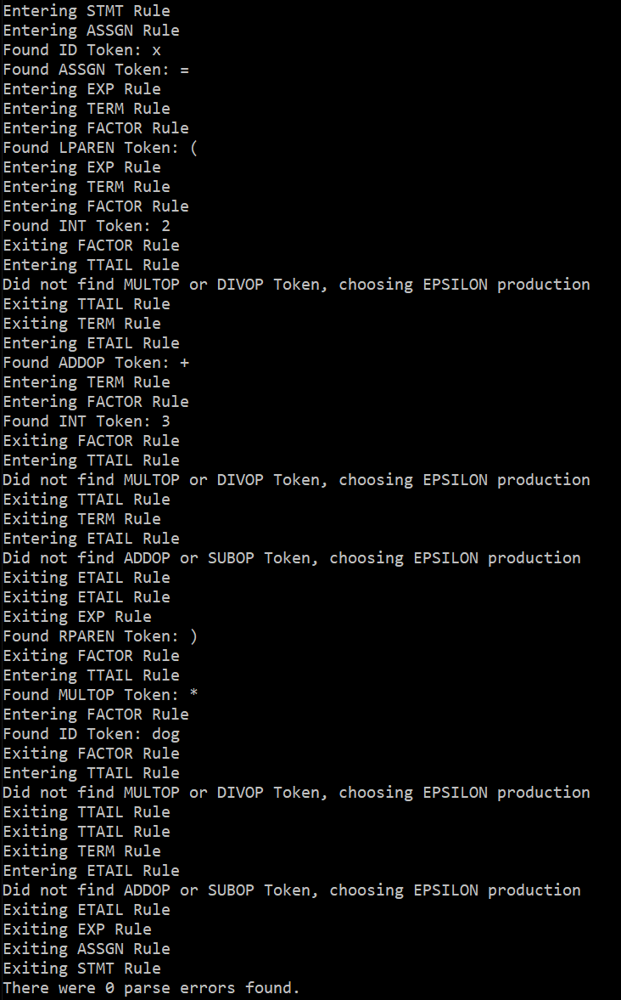 Entering STMT Rule
Entering ASSGN Rule
Found ID Token: x
Found ASSGN Token: =
Entering EXP Rule
Entering TERM Rule
Entering FACTOR Rule
Found LPAREN Token: (
Entering EXP Rule
Entering TERM Rule
Entering FACTOR Rule
Found INT Token: 2
Exiting FACTOR Rule
Entering TTAIL Rule
Did not find MULTOP or DIVOP Token, choosing EPSILON production
Exiting TTAIL Rule
Exiting TERM Rule
Entering ETAIL Rule
Found ADDOP Token: +
Entering TERM Rule
Entering FACTOR Rule
Found INT Token: 3
Exiting FACTOR Rule
Entering TTAIL Rule
Did not find MULTOP or DIVOP Token, choosing EPSILON production
Exiting TTAIL Rule
Exiting TERM Rule
Entering ETAIL Rule
Did not find ADDOP or SUBOP Token, choosing EPSILON production
Exiting ETAIL Rule
Exiting ETAIL Rule
Exiting EXP Rule
Found RPAREN Token: )
Exiting FACTOR Rule
Entering TTAIL Rule
Found MULTOP Token: *
Entering FACTOR Rule
Found ID Token: dog
Exiting FACTOR Rule
Entering TTAIL Rule
Did not find MULTOP or DIVOP Token, choosing EPSILON production
Exiting TTAIL Rule
Exiting TTAIL Rule
Exiting TERM Rule
Entering ETAIL Rule
Did not find ADDOP or SUBOP Token, choosing EPSILON production
Exiting ETAIL Rule
Exiting EXP Rule
Exiting ASSGN Rule
Exiting STMT Rule
There were 0 parse errors found.